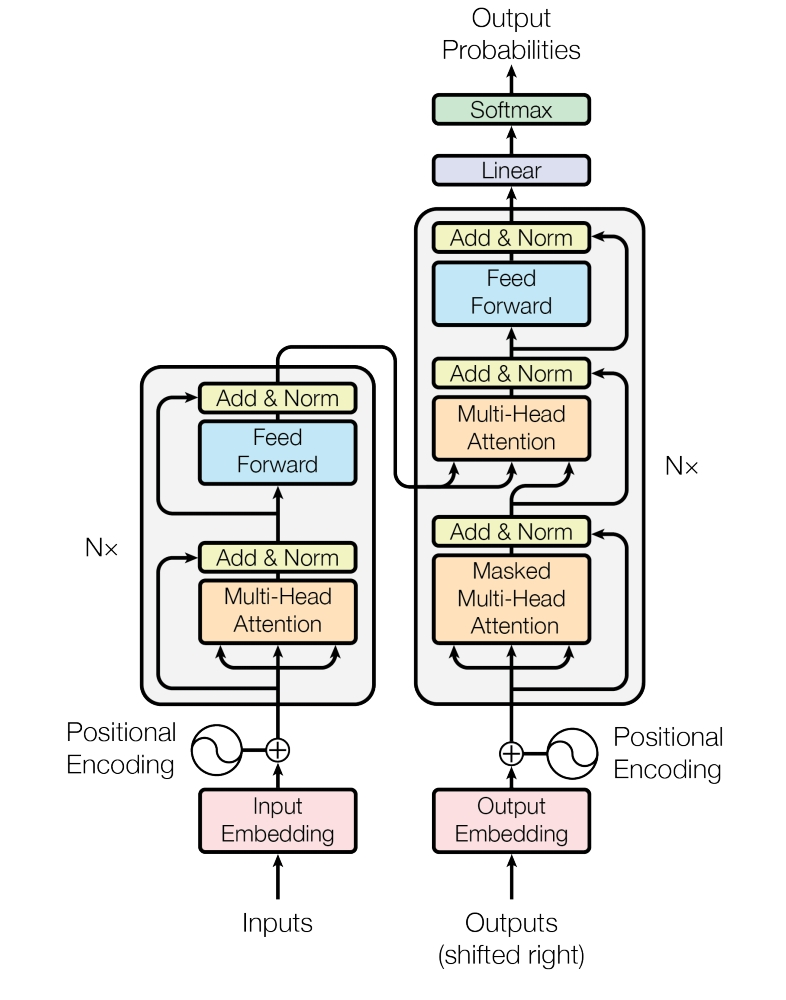 Output
Probabilities
Softmax
Linear
Add & Norm
Feed
Forward
Add & Norm
Multi-Head
Attention
Add & Norm
Masked
Multi-Head
Attention
Nx
Positional
Encoding
Output
Embedding
Outputs
(shifted right)
Add & Norm
Feed
Forward
Add & Norm
Multi-Head
Attention
Nx
Positional
Encoding
Input
Embedding
Inputs